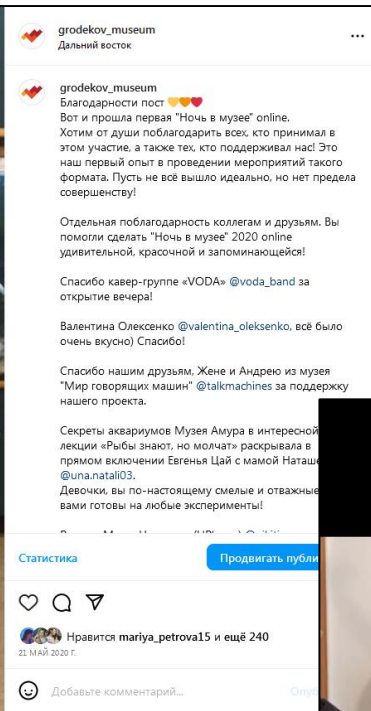 grodekov_museum
Дальний восток
grodekov_museum
Благодарности пост 🧡🧡❤️
Вот и прошла первая "Ночь в музее" online.
Хотим от души поблагодарить всех, кто принимал в
этом участие, а также тех, кто поддерживал нас! Это
наш первый опыт в проведении мероприятий такого
формата. Пусть не всё вышло идеально, но нет предела
совершенству!
Отдельная поблагодарность коллегам и друзьям. Вы
помогли сделать "Ночь в музее" 2020 online
удивительной, красочной и запоминающейся!
Спасибо кавер-группе «VODA» @voda_band за
открытие вечера!
Валентина Олексенко @valentina_oleksenko, всё было
очень вкусно) Спасибо!
Спасибо нашим друзьям, Жене и Андрею из музея
"Мир говорящих машин" @talkmachines за поддержку
нашего проекта.
Секреты аквариумов Музея Амура в интересной
лекции «Рыбы знают, но молчат» раскрывала в
прямом включении Евгенья Цай с мамой Наташе
@una.natali03.
Девочки, вы по-настоящему смелые и отважные
вами готовы на любые эксперименты!
Статистика
Продвигать публи
Нравится mariya_petrova15 и ещё 240
21 МАЙ 2020 Г.
Добавьте комментарий...